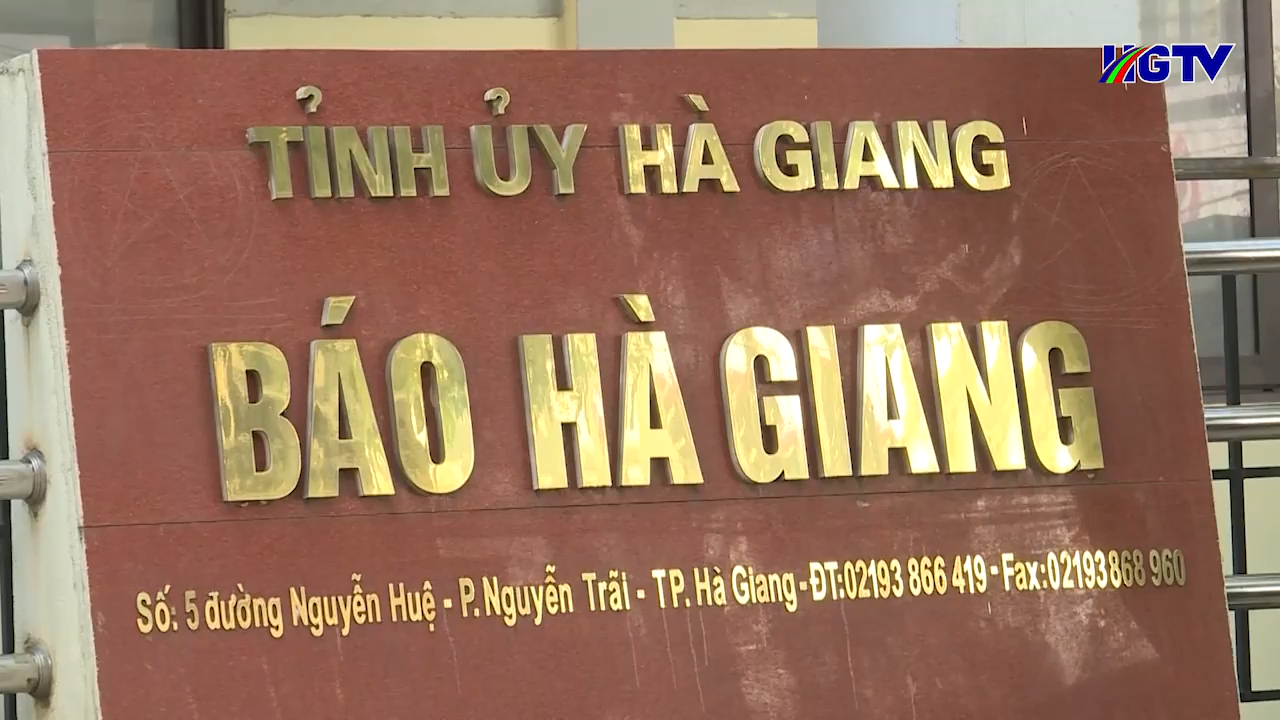 HGTV
TỈNH ỦY HÀ GIANG
BÁO HÀ GIANG
Số: 5 đường Nguyễn Huệ - P. Nguyễn Trãi - TP. Hà Giang - ĐT:02193 866 419 - Fax:02193 868 960